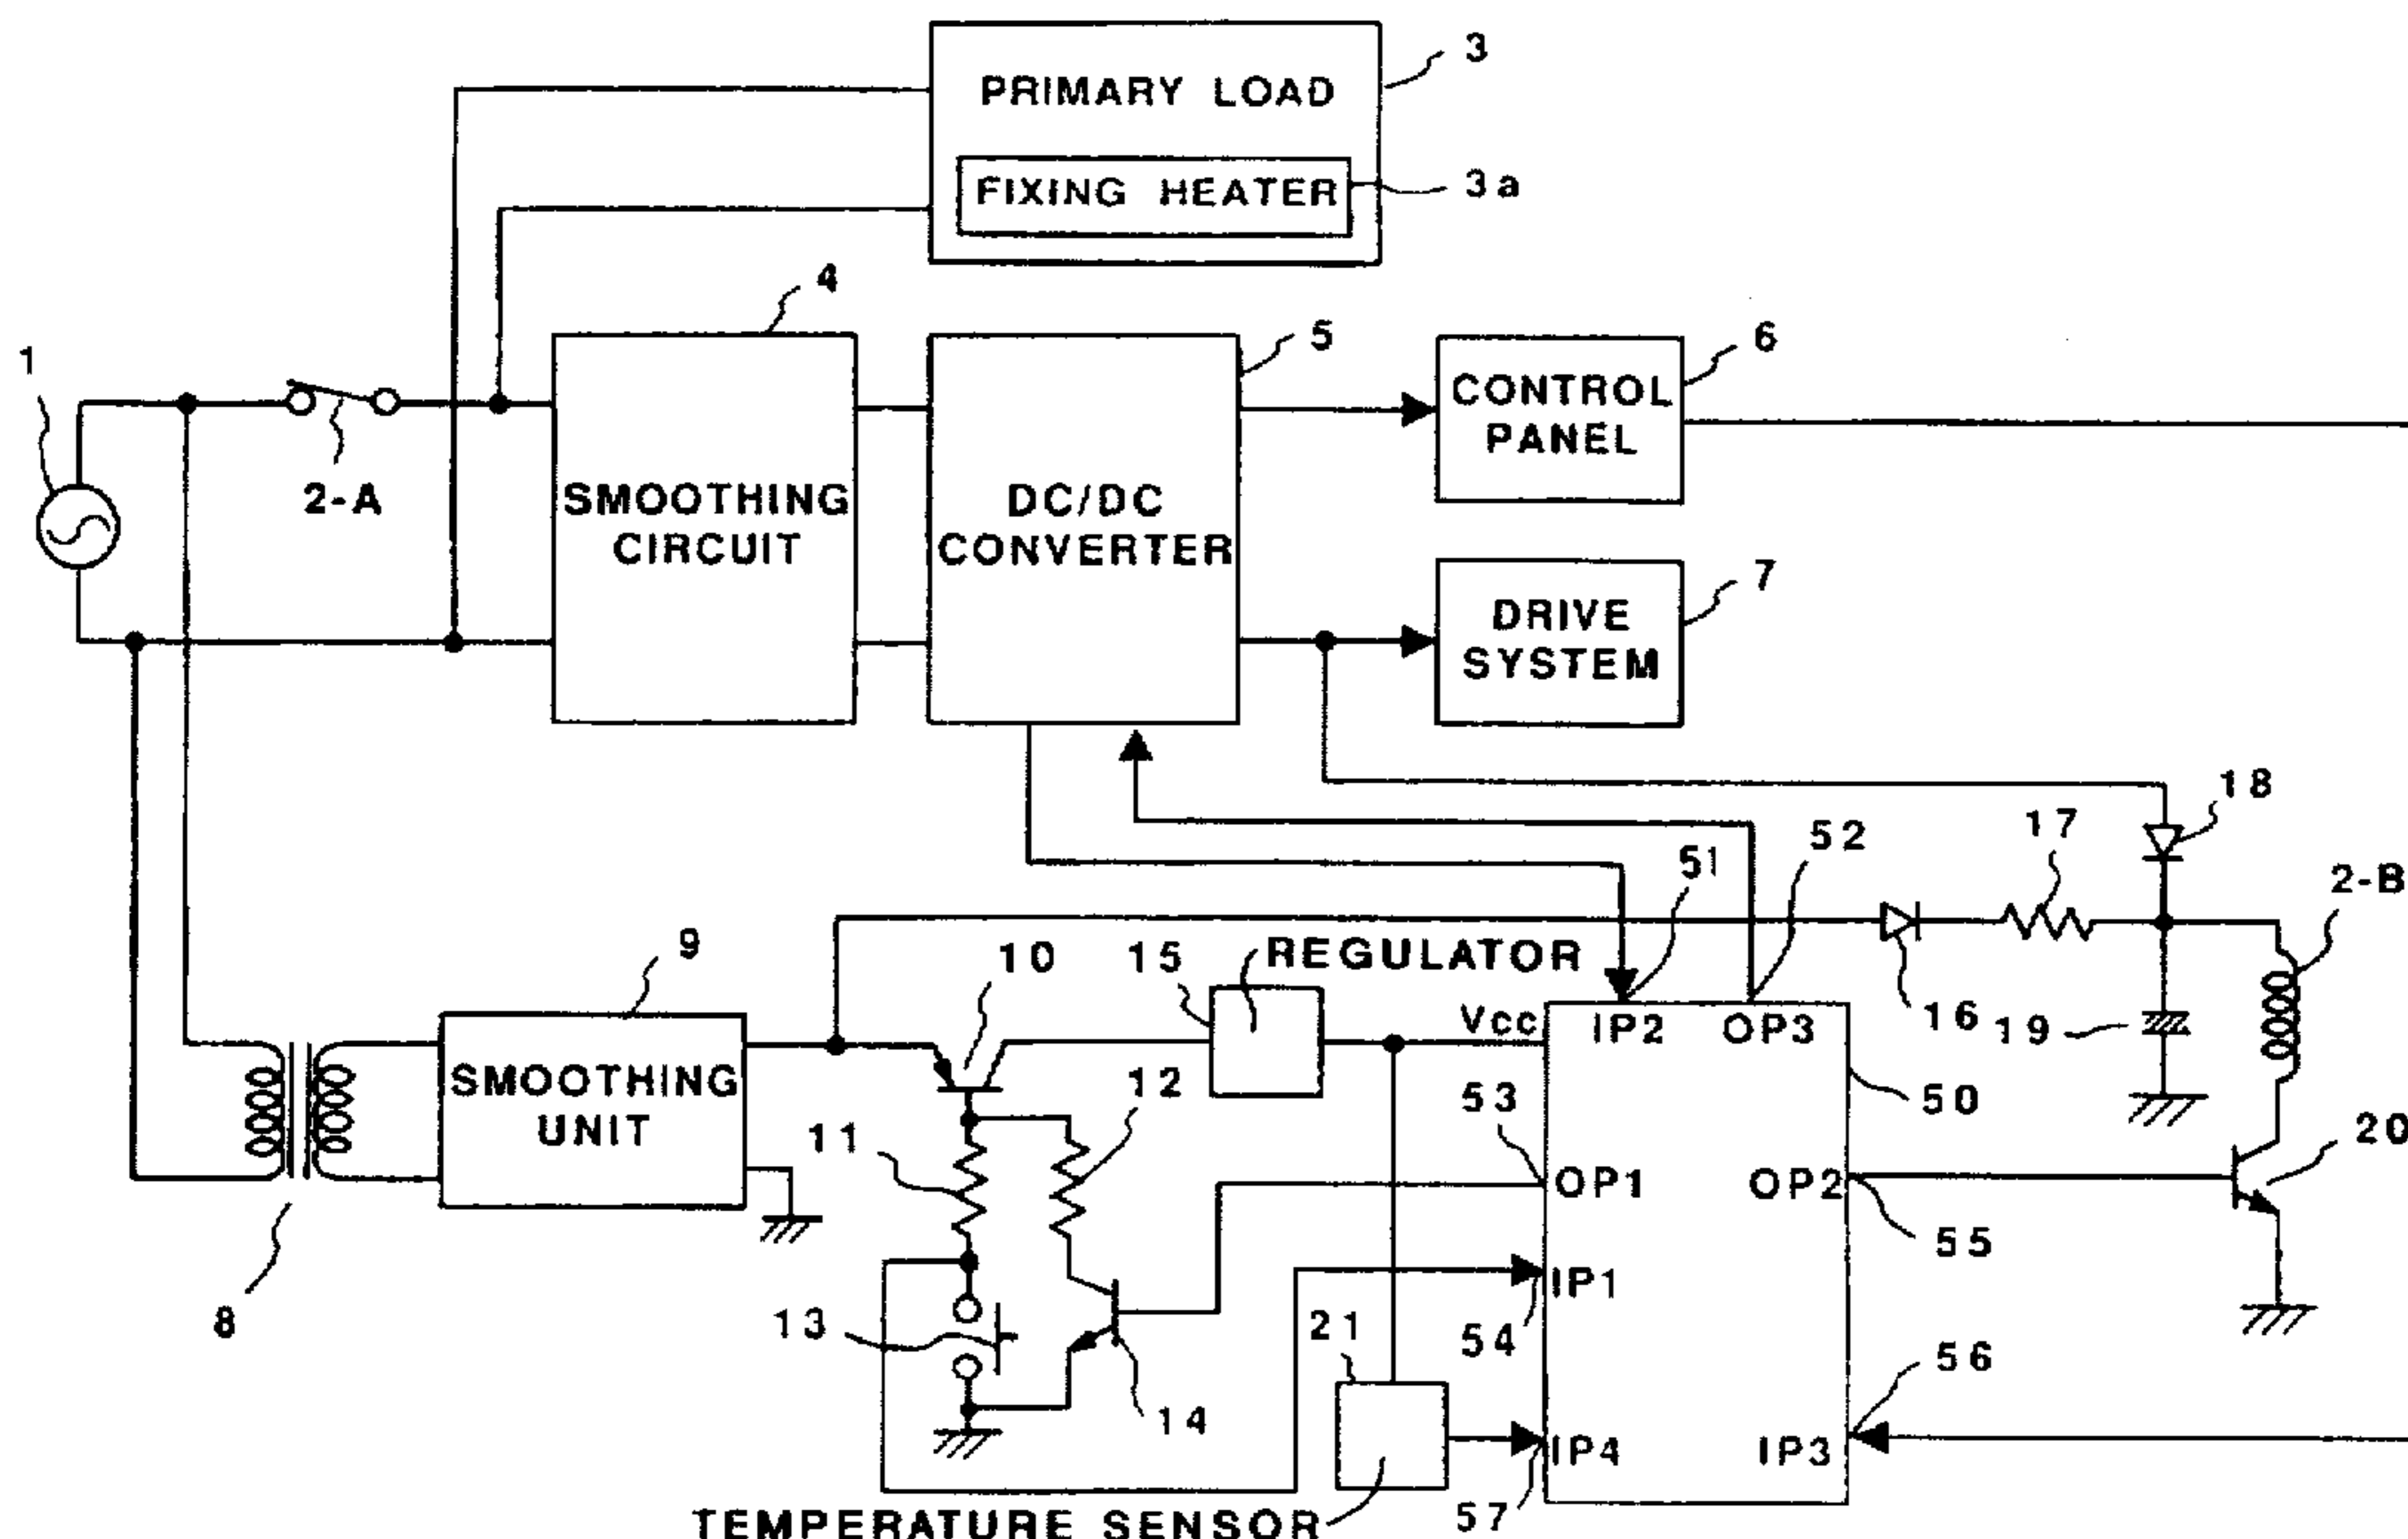 3
PRIMARY LOAD
FIXING HEATER
3a
4
5
6
1
CONTROL
PANEL
2-A
SMOOTHING
CIRCUIT
DC/DC
CONVERTER
7
DRIVE
SYSTEM
18
17
52
51
2-B
9
10
15
REGULATOR
16
19
Vcc
IP2
OP3
SMOOTHING
UNIT
12
53
50
11
20
OP1
OP2
55
8
13
IP1
21
54
56
14
IP4
IP3
57
TEMPERATURE SENSOR